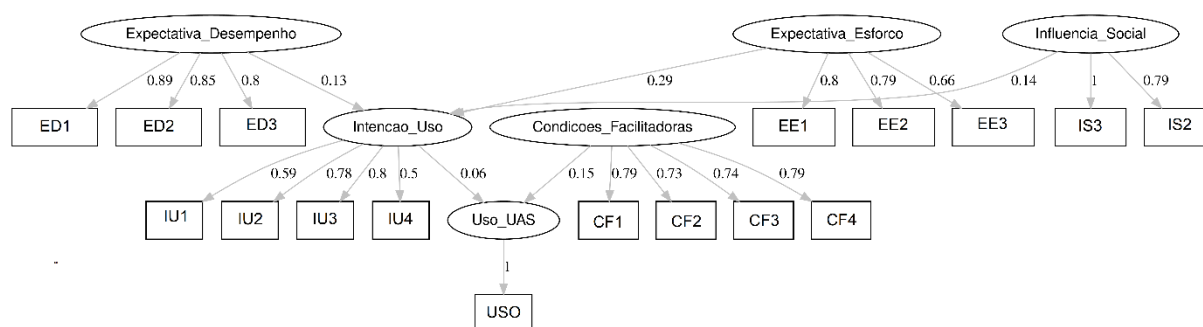 Expectativa_Desempenho
Expectativa_Esforco
Influencia_Social
0.89
0.85
0.8
0.13
0.29
0.8
0.79
0.66
0.14
1
0.79
ED1
ED2
ED3
Intencao_Uso
Condicoes_Facilitadoras
EE1
EE2
EE3
IS3
IS2
0.59
0.78
0.8
0.5
0.06
0.15
0.79
0.73
0.74
0.79
IU1
IU2
IU3
IU4
Uso_UAS
CF1
CF2
CF3
CF4
1
USO